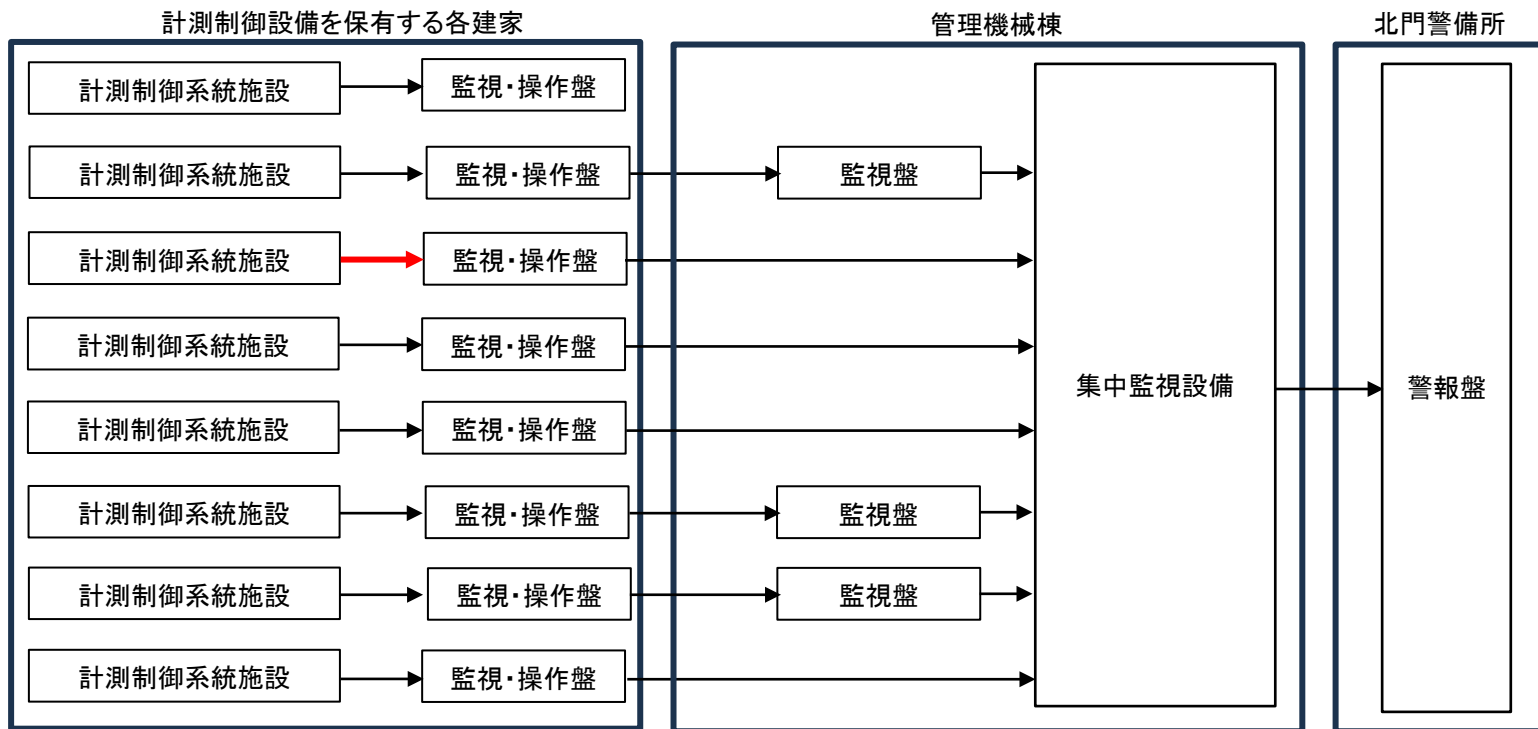 計測制御設備を保有する各建家
管理機械棟
北門警備所
計測制御系統施設
監視・操作盤
計測制御系統施設
監視・操作盤
監視盤
計測制御系統施設
監視・操作盤
計測制御系統施設
監視・操作盤
集中監視設備
警報盤
計測制御系統施設
監視・操作盤
計測制御系統施設
監視・操作盤
監視盤
計測制御系統施設
監視・操作盤
監視盤
計測制御系統施設
監視・操作盤